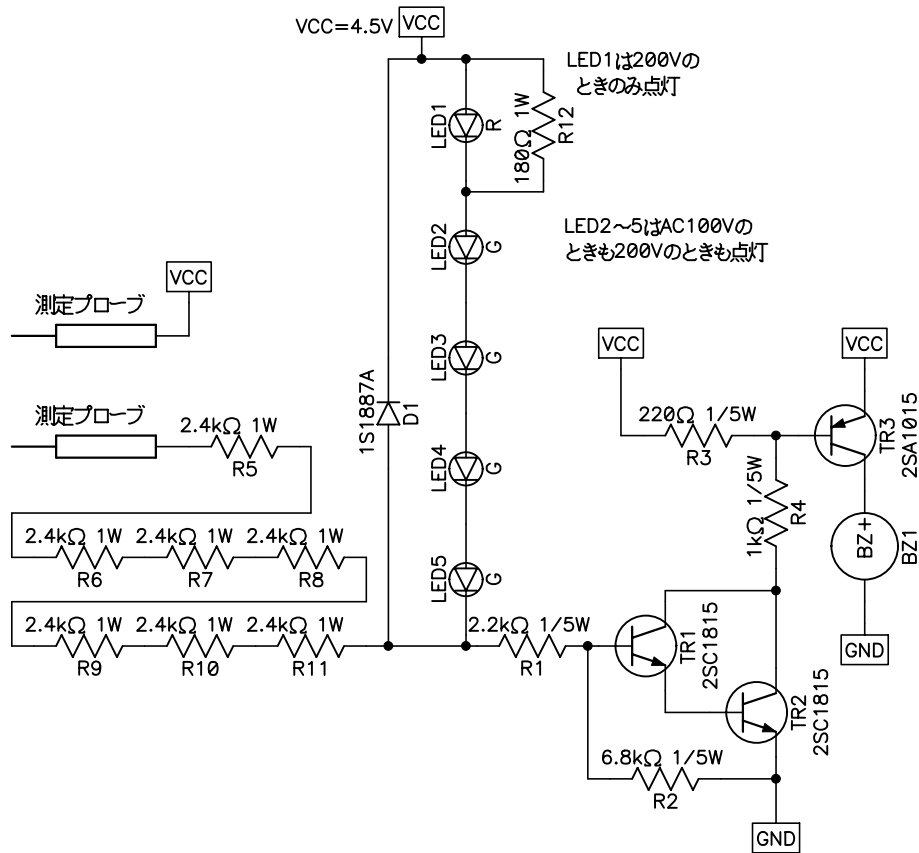 VCC=4.5V
VCC
LED1は200Vの
ときのみ点灯
LED1
R
180Ω 1W
R12
LED2~5はAC100Vの
ときも200Vのときも点灯
LED2
G
VCC
測定プローブ
LED3
G
VCC
VCC
1S1887A
D1
測定プローブ
2.4kΩ 1W
R5
220Ω 1/5W
R3
TR3
2SA1015
LED4
G
1kΩ 1/5W
R4
2.4kΩ 1W
R6
2.4kΩ 1W
R7
2.4kΩ 1W
R8
BZ+
BZ1
LED5
G
2.4kΩ 1W
R9
2.4kΩ 1W
R10
2.4kΩ 1W
R11
2.2kΩ 1/5W
R1
TR1
2SC1815
GND
TR2
2SC1815
6.8kΩ 1/5W
R2
GND